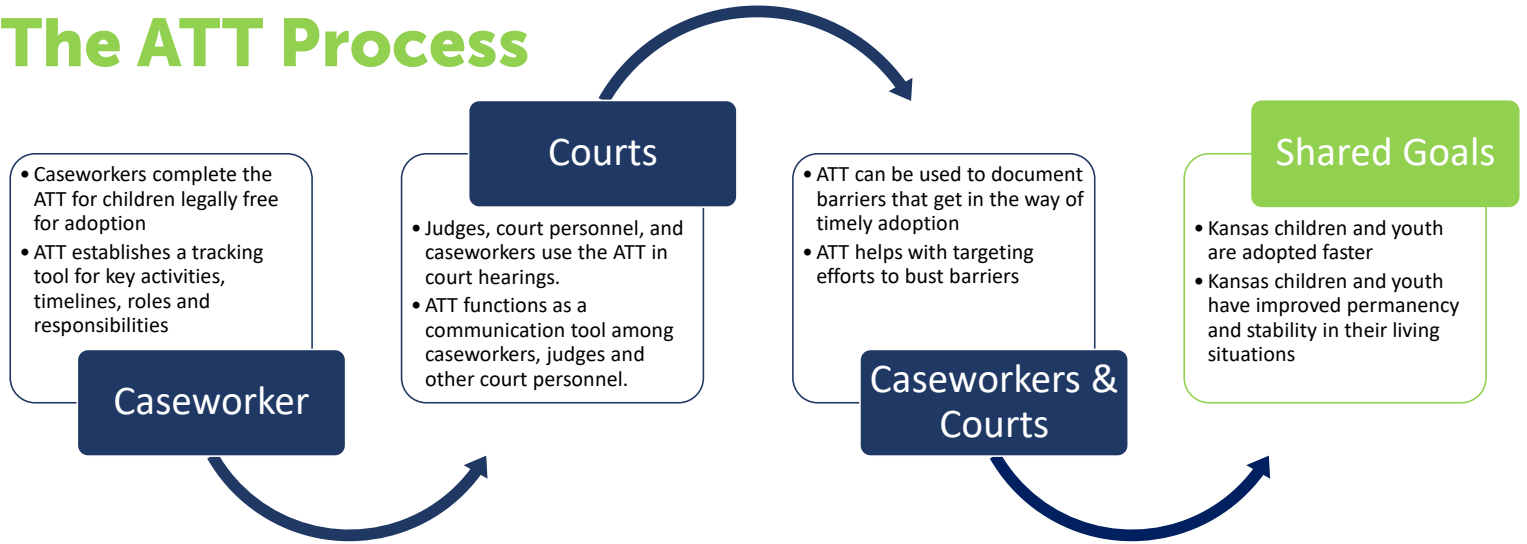 The ATT Process
• Caseworkers complete the
ATT for children legally free
for adoption
• ATT establishes a tracking
tool for key activities,
timelines, roles and
responsibilities
Caseworker
Courts
• Judges, court personnel, and
caseworkers use the ATT in
court hearings.
• ATT functions as a
communication tool among
caseworkers, judges and
other court personnel.
• ATT can be used to document
barriers that get in the way of
timely adoption
• ATT helps with targeting
efforts to bust barriers
Caseworkers &
Courts
Shared Goals
• Kansas children and youth
are adopted faster
• Kansas children and youth
have improved permanency
and stability in their living
situations